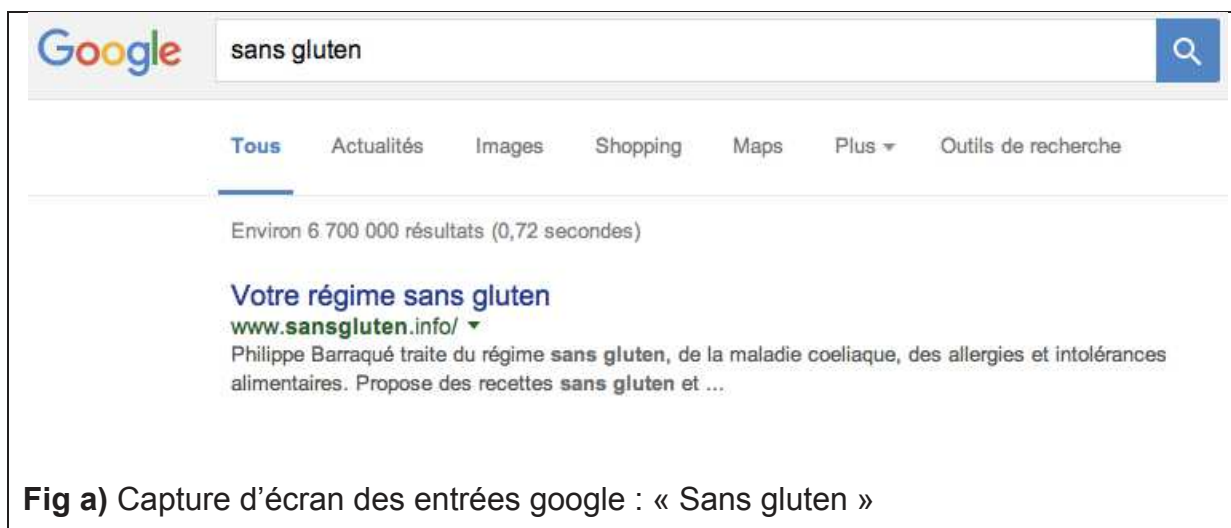 Google sans gluten
Tous Actualités Images Shopping Maps Plus Outils de recherche
Environ 6 700 000 résultats (0,72 secondes)
Votre régime sans gluten
www.sansgluten.info/
Philippe Barraqué traite du régime sans gluten, de la maladie coeliaque, des allergies et intolérances
alimentaires. Propose des recettes sans gluten et ...
Fig a) Capture d’écran des entrées google : « Sans gluten »